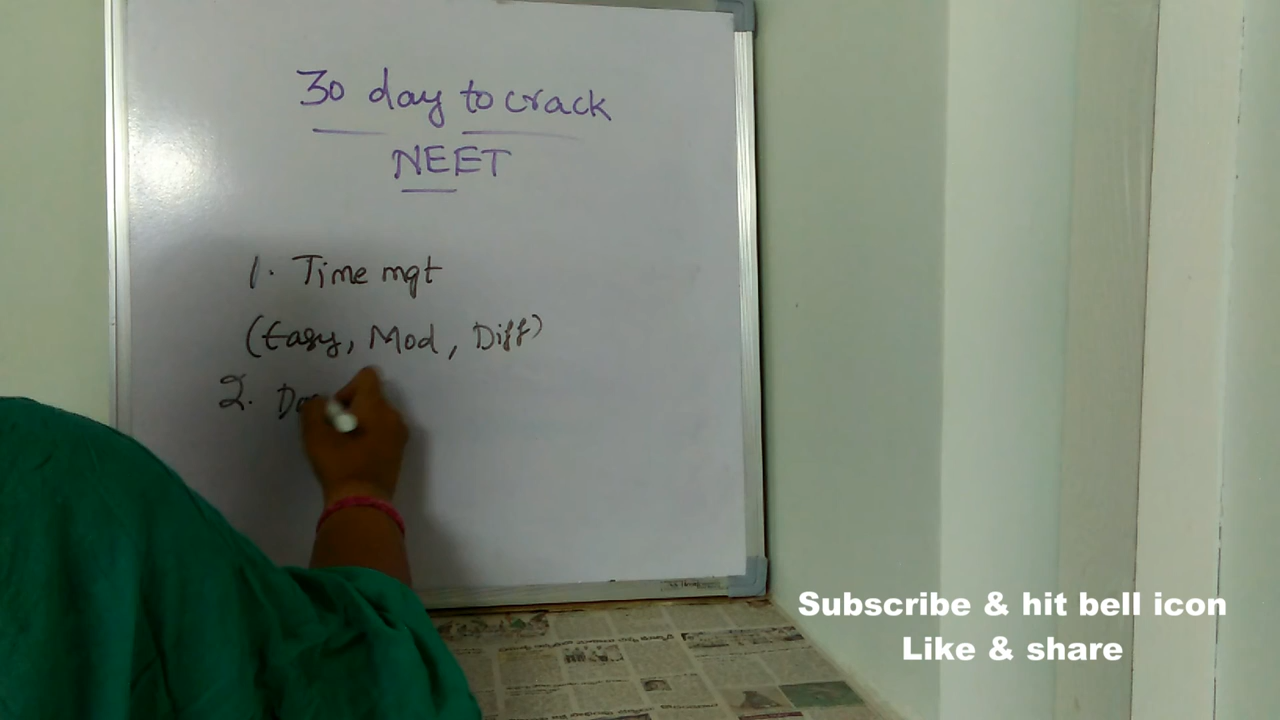 30 day to crack
NEET
1. Time mgt
(Easy, Mod, Diff)
2.
Subscribe & hit bell icon
Like & share